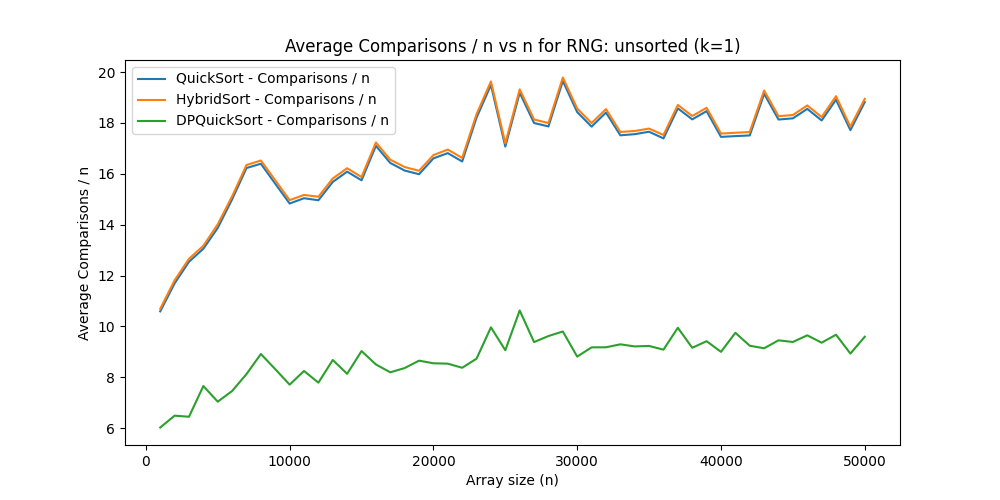 Average Comparisons / n vs n for RNG: unsorted (k=1)
QuickSort - Comparisons / n
HybridSort - Comparisons / n
DPQuickSort - Comparisons / n
Average Comparisons / n
20
18
16
14
12
10
8
6
0 10000 20000 30000 40000 50000
Array size (n)